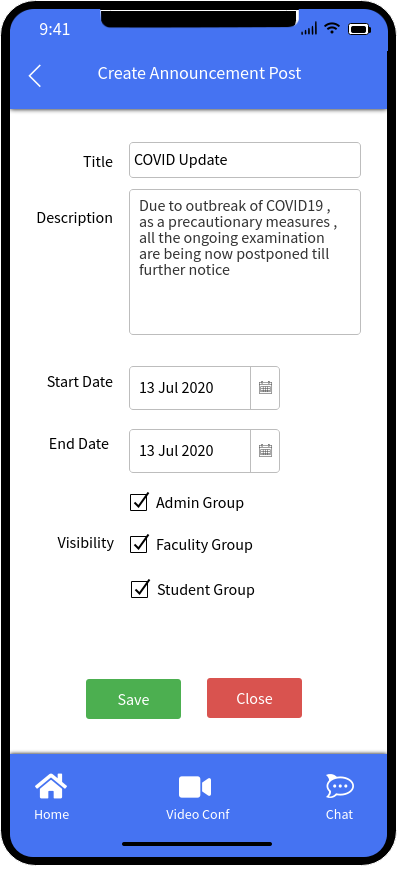 9:41
Create Announcement Post
Title
COVID Update
Description
Due to outbreak of COVID19 ,
as a precautionary measures ,
all the ongoing examination
are being now postponed till
further notice
Start Date
13 Jul 2020
End Date
13 Jul 2020
Admin Group
Visibility
Faculity Group
Student Group
Save
Close
Home
Video Conf
Chat